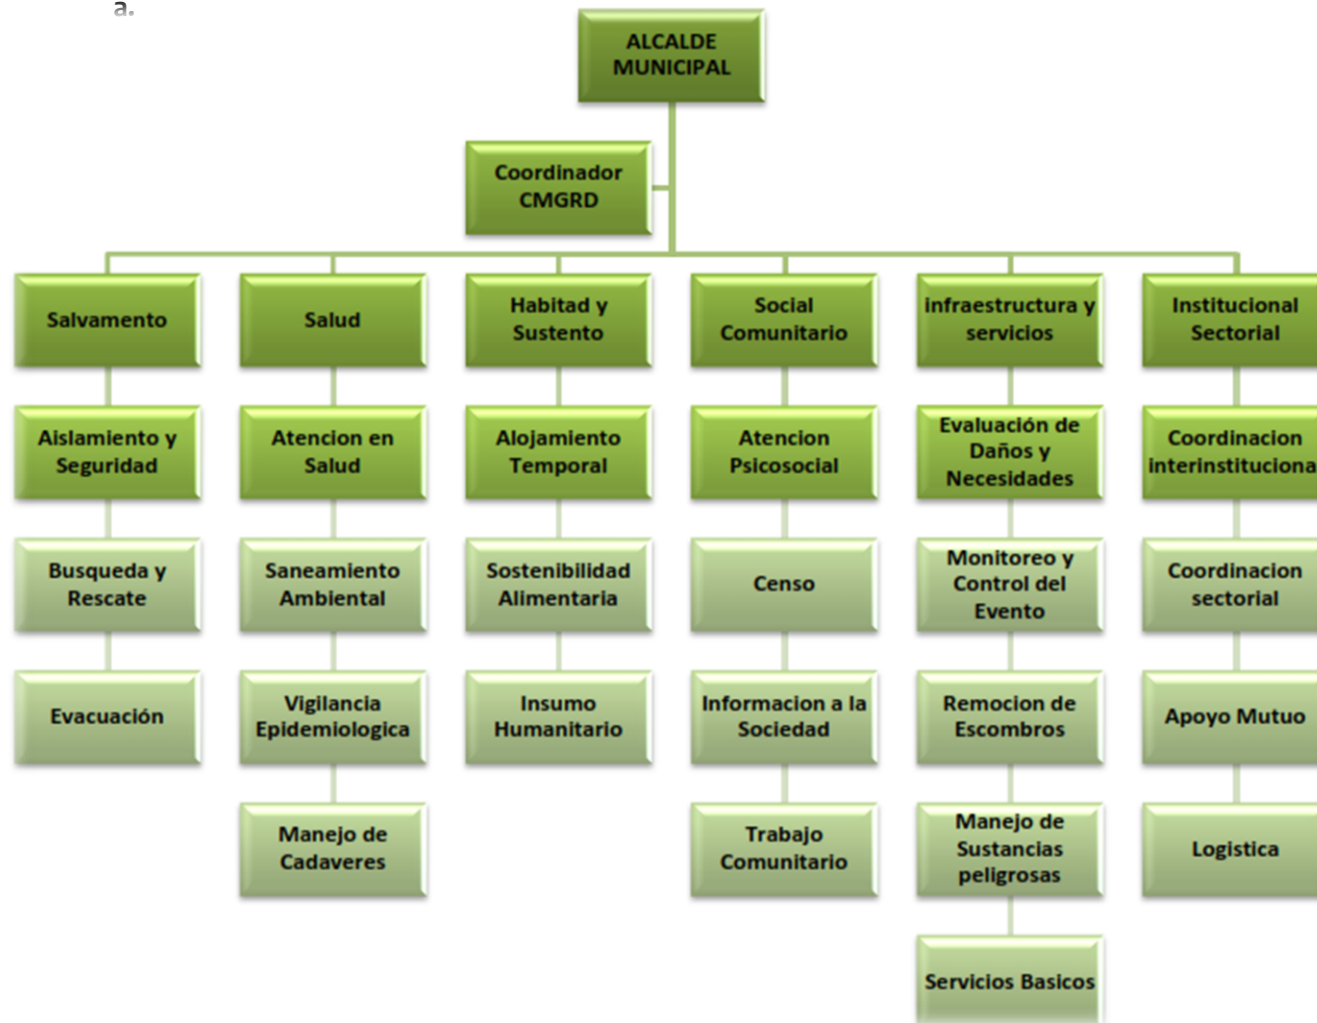 a.
ALCALDE
MUNICIPAL
Coordinador
CMGRD
Salvamento
Salud
Habitad y
Sustento
Social
Comunitario
infraestructura y
servicios
Institucional
Sectorial
Aislamiento y
Seguridad
Atencion en
Salud
Alojamiento
Temporal
Atencion
Psicosocial
Evaluación de
Daños y
Necesidades
Coordinacion
interinstituciona
Busqueda y
Rescate
Saneamiento
Ambiental
Sostenibilidad
Alimentaria
Censo
Monitoreo y
Control del
Evento
Coordinacion
sectorial
Evacuación
Vigilancia
Epidemiologica
Insumo
Humanitario
Informacion a la
Sociedad
Remocion de
Escombros
Apoyo Mutuo
Manejo de
Cadaveres
Trabajo
Comunitario
Manejo de
Sustancias
peligrosas
Logistica
Servicios Basicos